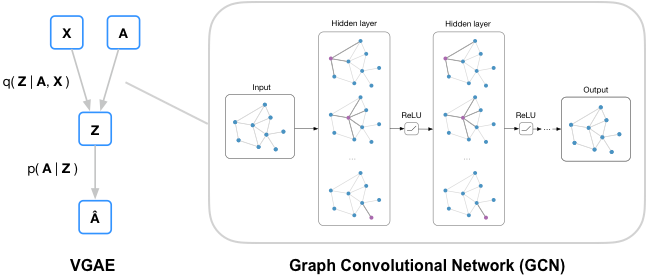 X
A
q( Z | A, X )
Z
p( A | Z )
Â
VGAE
Input
Hidden layer
...
ReLU
Hidden layer
...
ReLU
...
Output
Graph Convolutional Network (GCN)